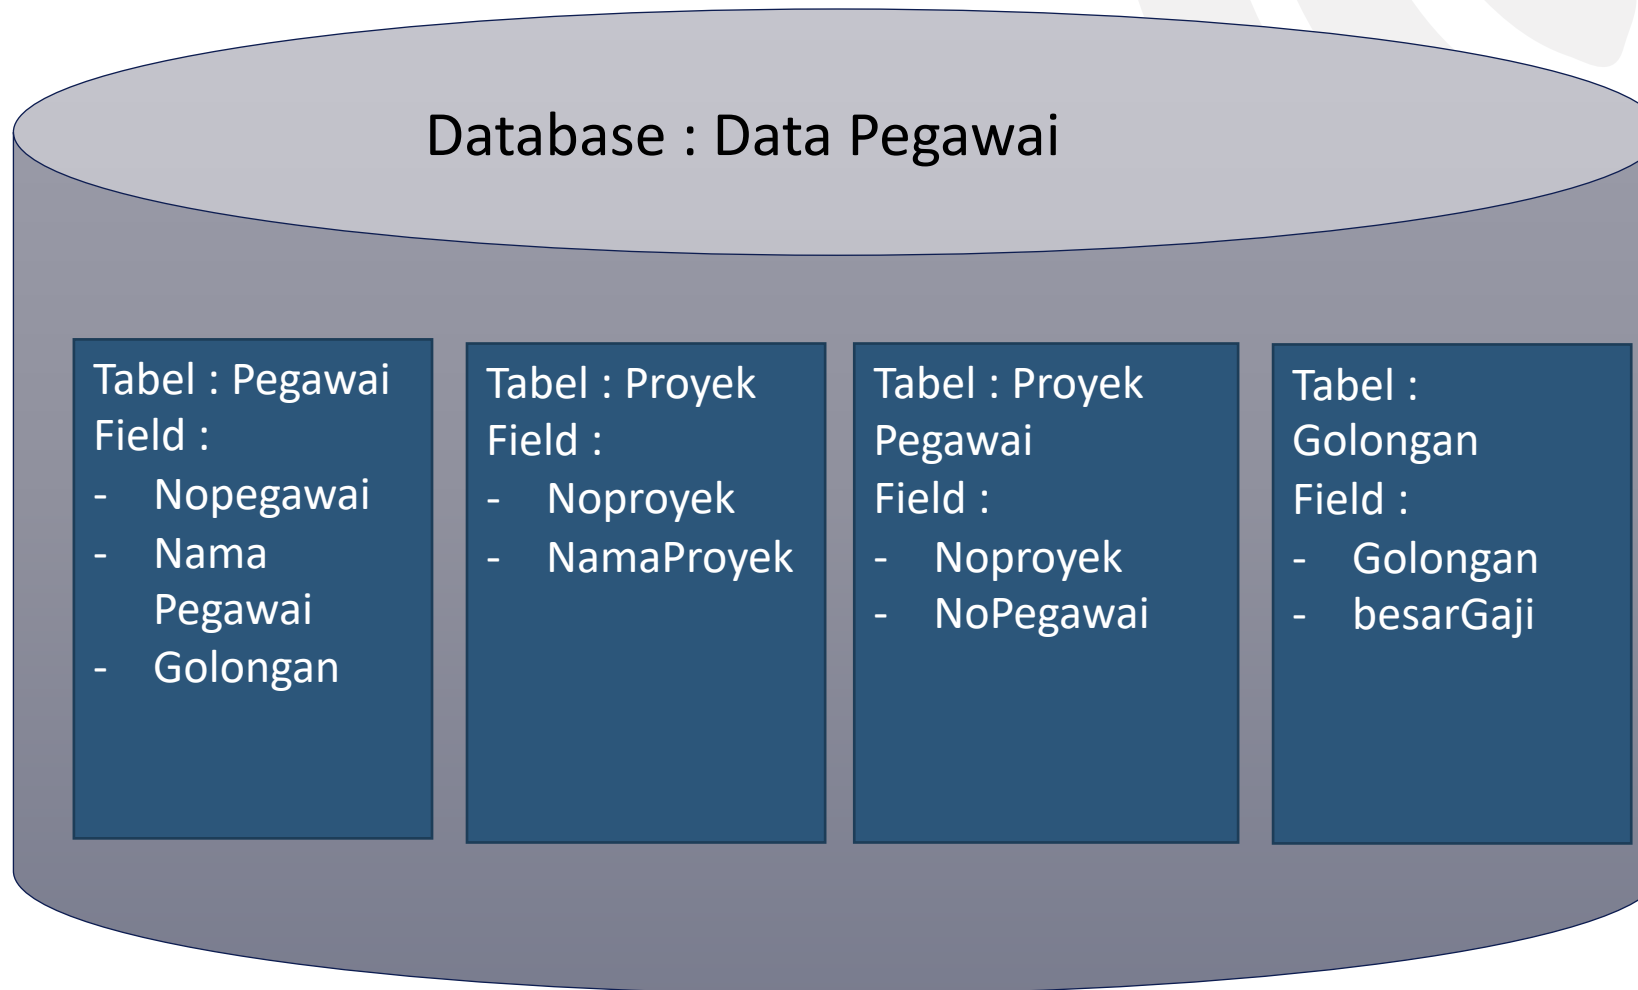 Database : Data Pegawai
Tabel : Pegawai
Field :
- Nopegawai
- Nama
Pegawai
- Golongan
Tabel : Proyek
Field :
- Noproyek
- NamaProyek
Tabel : Proyek
Pegawai
Field :
- Noproyek
- NoPegawai
Tabel :
Golongan
Field :
- Golongan
- besarGaji